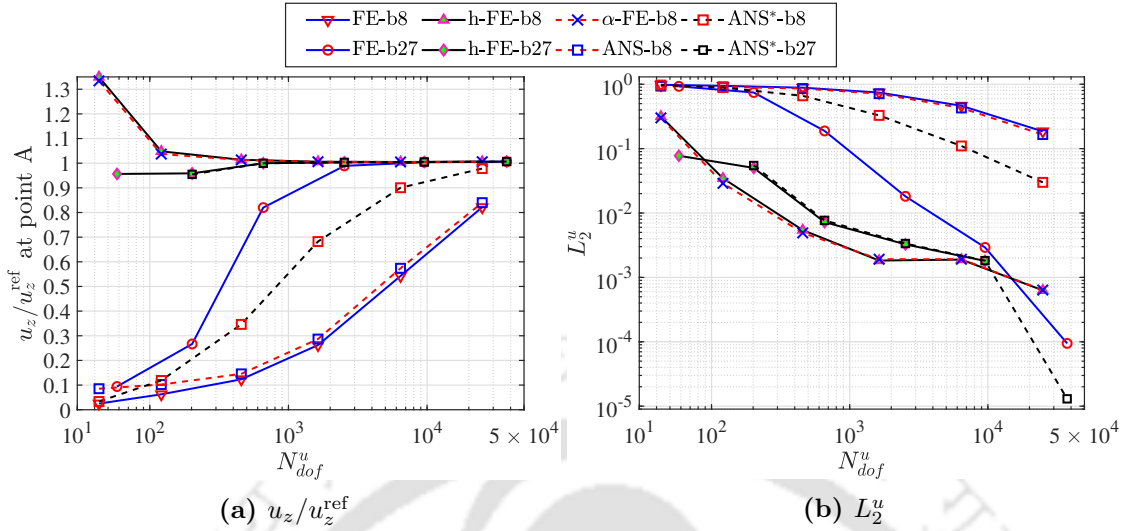 FE-b8 h-FE-b8 α-FE-b8 ANS*-b8
FE-b27 h-FE-b27 ANS-b8 ANS*-b27
1.3
1.2
1.1
1
0.9
0.8
0.7
0.6
0.5
0.4
0.3
0.2
0.1
0
u_z/u_z^ref at point A
10^1 10^2 10^3 10^4 5 × 10^4
N_dof^u
(a) u_z/u_z^ref
10^0
10^-1
10^-2
10^-3
10^-4
10^-5
L_2^u
10^1 10^2 10^3 10^4 5 × 10^4
N_dof^u
(b) L_2^u